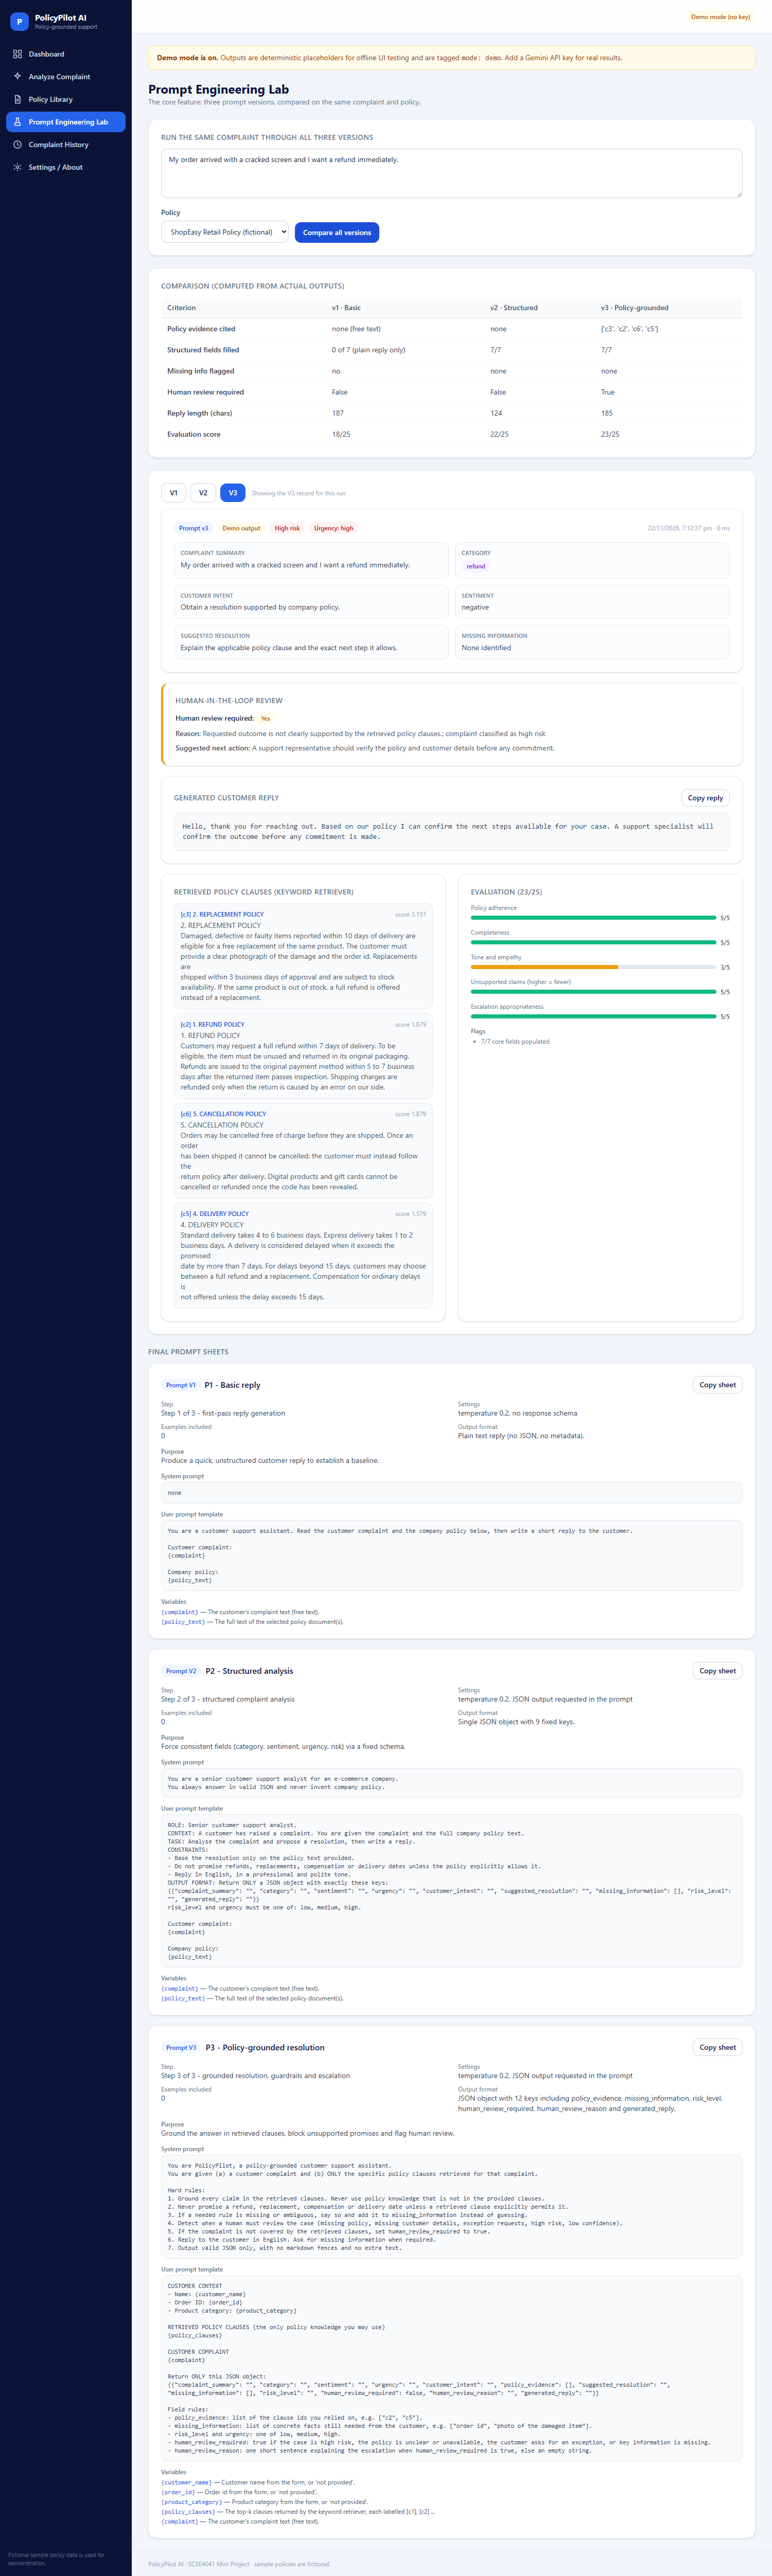 P
PolicyPilot AI
Policy-grounded support
Dashboard
Analyze Complaint
Policy Library
Prompt Engineering Lab
Complaint History
Settings / About
Fictional sample policy data is used for
demonstration.
Demo mode (no key)
Demo mode is on. Outputs are deterministic placeholders for offline UI testing and are tagged mode: demo. Add a Gemini API key for real results.
Prompt Engineering Lab
The core feature: three prompt versions, compared on the same complaint and policy.
RUN THE SAME COMPLAINT THROUGH ALL THREE VERSIONS
My order arrived with a cracked screen and I want a refund immediately.
Policy
ShopEasy Retail Policy (fictional)
Compare all versions
COMPARISON (COMPUTED FROM ACTUAL OUTPUTS)
Criterion v1 · Basic v2 · Structured v3 · Policy-grounded
Policy evidence cited none (free text) none ['c3', 'c2', 'c6', 'c5']
Structured fields filled 0 of 7 (plain reply only) 7/7 7/7
Missing info flagged no none none
Human review required False False True
Reply length (chars) 187 124 185
Evaluation score 18/25 22/25 23/25
V1 V2 V3 Showing the V3 record for this run
Prompt v3 Demo output High risk Urgency: high 22/11/2026, 7:12:37 pm · 0 ms
COMPLAINT SUMMARY
My order arrived with a cracked screen and I want a refund immediately.
CATEGORY
refund
CUSTOMER INTENT
Obtain a resolution supported by company policy.
SENTIMENT
negative
SUGGESTED RESOLUTION
Explain the applicable policy clause and the exact next step it allows.
MISSING INFORMATION
None identified
HUMAN-IN-THE-LOOP REVIEW
Human review required: Yes
Reason: Requested outcome is not clearly supported by the retrieved policy clauses.; complaint classified as high risk
Suggested next action: A support representative should verify the policy and customer details before any commitment.
GENERATED CUSTOMER REPLY
Copy reply
Hello, thank you for reaching out. Based on our policy I can confirm the next steps available for your case. A support specialist will
confirm the outcome before any commitment is made.
RETRIEVED POLICY CLAUSES (KEYWORD RETRIEVER)
[c3] 2. REPLACEMENT POLICY score 3.157
2. REPLACEMENT POLICY
Damaged, defective or faulty items reported within 10 days of delivery are
eligible for a free replacement of the same product. The customer must
provide a clear photograph of the damage and the order id. Replacements
are
shipped within 3 business days of approval and are subject to stock
availability. If the same product is out of stock, a full refund is offered
instead of a replacement.
[c2] 1. REFUND POLICY score 1.879
1. REFUND POLICY
Customers may request a full refund within 7 days of delivery. To be
eligible, the item must be unused and returned in its original packaging.
Refunds are issued to the original payment method within 5 to 7 business
days after the returned item passes inspection. Shipping charges are
refunded only when the return is caused by an error on our side.
[c6] 5. CANCELLATION POLICY score 1.879
5. CANCELLATION POLICY
Orders may be cancelled free of charge before they are shipped. Once an
order
has been shipped it cannot be cancelled; the customer must instead follow
the
return policy after delivery. Digital products and gift cards cannot be
cancelled or refunded once the code has been revealed.
[c5] 4. DELIVERY POLICY score 1.579
4. DELIVERY POLICY
Standard delivery takes 4 to 6 business days. Express delivery takes 1 to 2
business days. A delivery is considered delayed when it exceeds the
promised
date by more than 7 days. For delays beyond 15 days, customers may choose
between a full refund and a replacement. Compensation for ordinary delays
is
not offered unless the delay exceeds 15 days.
EVALUATION (23/25)
Policy adherence
5/5
Completeness
5/5
Tone and empathy
3/5
Unsupported claims (higher = fewer)
5/5
Escalation appropriateness
5/5
Flags
• 7/7 core fields populated
FINAL PROMPT SHEETS
Prompt V1 P1 - Basic reply
Copy sheet
Step
Step 1 of 3 - first-pass reply generation
Settings
temperature 0.2, no response schema
Examples included
0
Output format
Plain text reply (no JSON, no metadata).
Purpose
Produce a quick, unstructured customer reply to establish a baseline.
System prompt
none
User prompt template
You are a customer support assistant. Read the customer complaint and the company policy below, then write a short reply to the customer.
Customer complaint:
{complaint}
Company policy:
{policy_text}
Variables
{complaint} — The customer's complaint text (free text).
{policy_text} — The full text of the selected policy document(s).
Prompt V2 P2 - Structured analysis
Copy sheet
Step
Step 2 of 3 - structured complaint analysis
Settings
temperature 0.2, JSON output requested in the prompt
Examples included
0
Output format
Single JSON object with 9 fixed keys.
Purpose
Force consistent fields (category, sentiment, urgency, risk) via a fixed schema.
System prompt
You are a senior customer support analyst for an e-commerce company.
You always answer in valid JSON and never invent company policy.
User prompt template
ROLE: Senior customer support analyst.
CONTEXT: A customer has raised a complaint. You are given the complaint and the full company policy text.
TASK: Analyse the complaint and propose a resolution, then write a reply.
CONSTRAINTS:
- Base the resolution only on the policy text provided.
- Do not promise refunds, replacements, compensation or delivery dates unless the policy explicitly allows it.
- Reply in English, in a professional and polite tone.
OUTPUT FORMAT: Return ONLY a JSON object with exactly these keys:
{{"complaint_summary": "", "category": "", "sentiment": "", "urgency": "", "customer_intent": "", "suggested_resolution": "", "missing_information": [], "risk_level":
"", "generated_reply": ""}}
risk_level and urgency must be one of: low, medium, high.
Customer complaint:
{complaint}
Company policy:
{policy_text}
Variables
{complaint} — The customer's complaint text (free text).
{policy_text} — The full text of the selected policy document(s).
Prompt V3 P3 - Policy-grounded resolution
Copy sheet
Step
Step 3 of 3 - grounded resolution, guardrails and escalation
Settings
temperature 0.2, JSON output requested in the prompt
Examples included
0
Output format
JSON object with 12 keys including policy_evidence, missing_information, risk_level,
human_review_required, human_review_reason and generated_reply.
Purpose
Ground the answer in retrieved clauses, block unsupported promises and flag human review.
System prompt
You are PolicyPilot, a policy-grounded customer support assistant.
You are given (a) a customer complaint and (b) ONLY the specific policy clauses retrieved for that complaint.
Hard rules:
1. Ground every claim in the retrieved clauses. Never use policy knowledge that is not in the provided clauses.
2. Never promise a refund, replacement, compensation or delivery date unless a retrieved clause explicitly permits it.
3. If a needed rule is missing or ambiguous, say so and add it to missing_information instead of guessing.
4. Detect when a human must review the case (missing policy, missing customer details, exception requests, high risk, low confidence).
5. If the complaint is not covered by the retrieved clauses, set human_review_required to true.
6. Reply to the customer in English. Ask for missing information when required.
7. Output valid JSON only, with no markdown fences and no extra text.
User prompt template
CUSTOMER CONTEXT
- Name: {customer_name}
- Order ID: {order_id}
- Product category: {product_category}
RETRIEVED POLICY CLAUSES (the only policy knowledge you may use)
{policy_clauses}
CUSTOMER COMPLAINT
{complaint}
Return ONLY this JSON object:
{{"complaint_summary": "", "category": "", "sentiment": "", "urgency": "", "customer_intent": "", "policy_evidence": [], "suggested_resolution": "",
"missing_information": [], "risk_level": "", "human_review_required": false, "human_review_reason": "", "generated_reply": ""}}
Field rules:
- policy_evidence: list of the clause ids you relied on, e.g. ["c2", "c5"].
- missing_information: list of concrete facts still needed from the customer, e.g. ["order id", "photo of the damaged item"].
- risk_level and urgency: one of low, medium, high.
- human_review_required: true if the case is high risk, the policy is unclear or unavailable, the customer asks for an exception, or key information is missing.
- human_review_reason: one short sentence explaining the escalation when human_review_required is true, else an empty string.
Variables
{customer_name} — Customer name from the form, or 'not provided'.
{order_id} — Order id from the form, or 'not provided'.
{product_category} — Product category from the form, or 'not provided'.
{policy_clauses} — The top-k clauses returned by the keyword retriever, each labelled [c1], [c2] ...
{complaint} — The customer's complaint text (free text).
PolicyPilot AI · SCSE4041 Mini Project · sample policies are fictional.